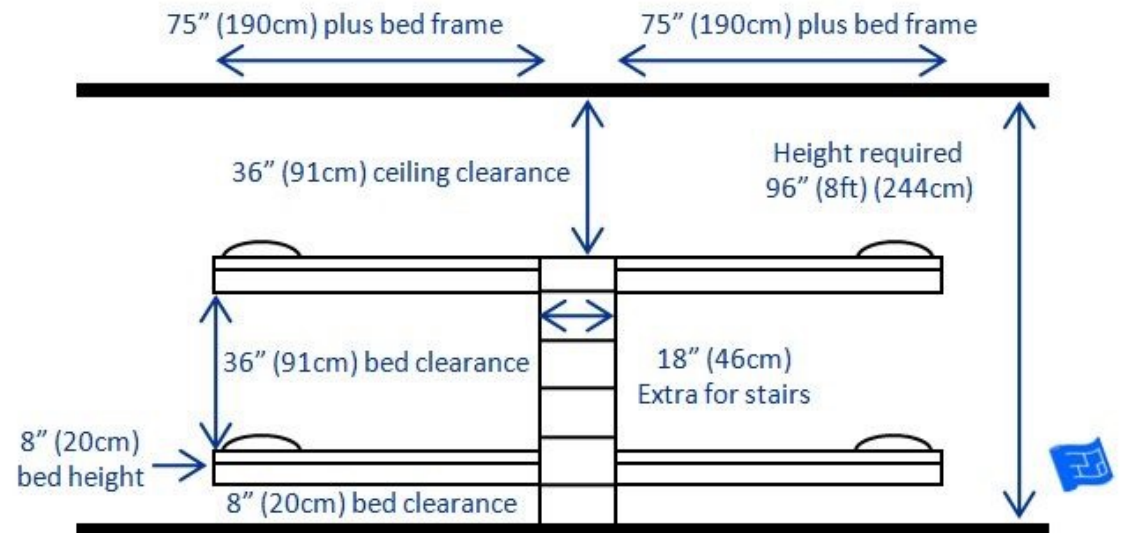 75” (190cm) plus bed frame
75” (190cm) plus bed frame
36” (91cm) ceiling clearance
Height required
96” (8ft) (244cm)
36” (91cm) bed clearance
18” (46cm)
Extra for stairs
8” (20cm)
bed height
8” (20cm) bed clearance